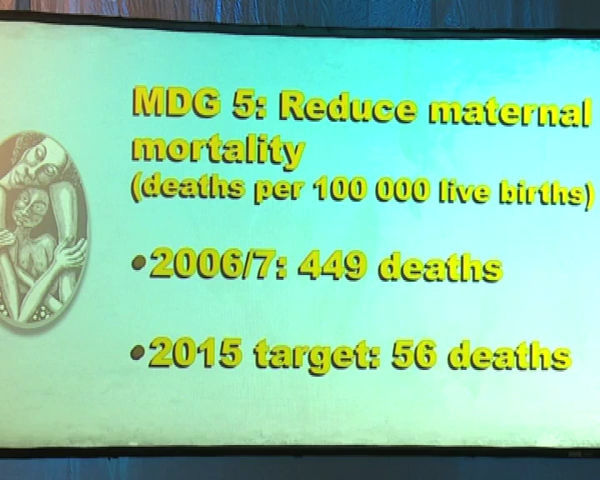 MDG 5: Reduce maternal
mortality
(deaths per 100 000 live births)
•2006/7: 449 deaths
•2015 target: 56 deaths